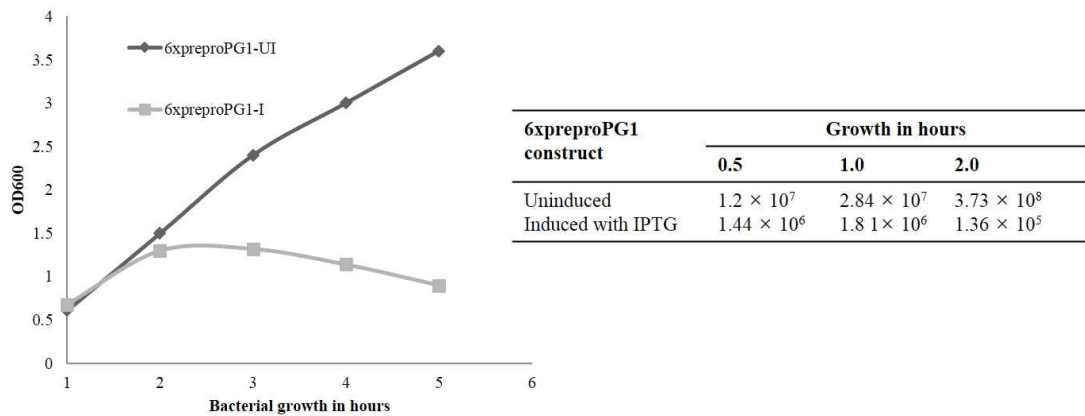 4
3.5
3
2.5
2
1.5
1
0.5
0
OD600
6xpreproPG1-UI
6xpreproPG1-I
1 2 3 4 5 6
Bacterial growth in hours
6xpreproPG1 construct
Growth in hours
0.5 1.0 2.0
Uninduced 1.2 × 10⁷ 2.84 × 10⁷ 3.73 × 10⁸
Induced with IPTG 1.44 × 10⁶ 1.8 1× 10⁶ 1.36 × 10⁵